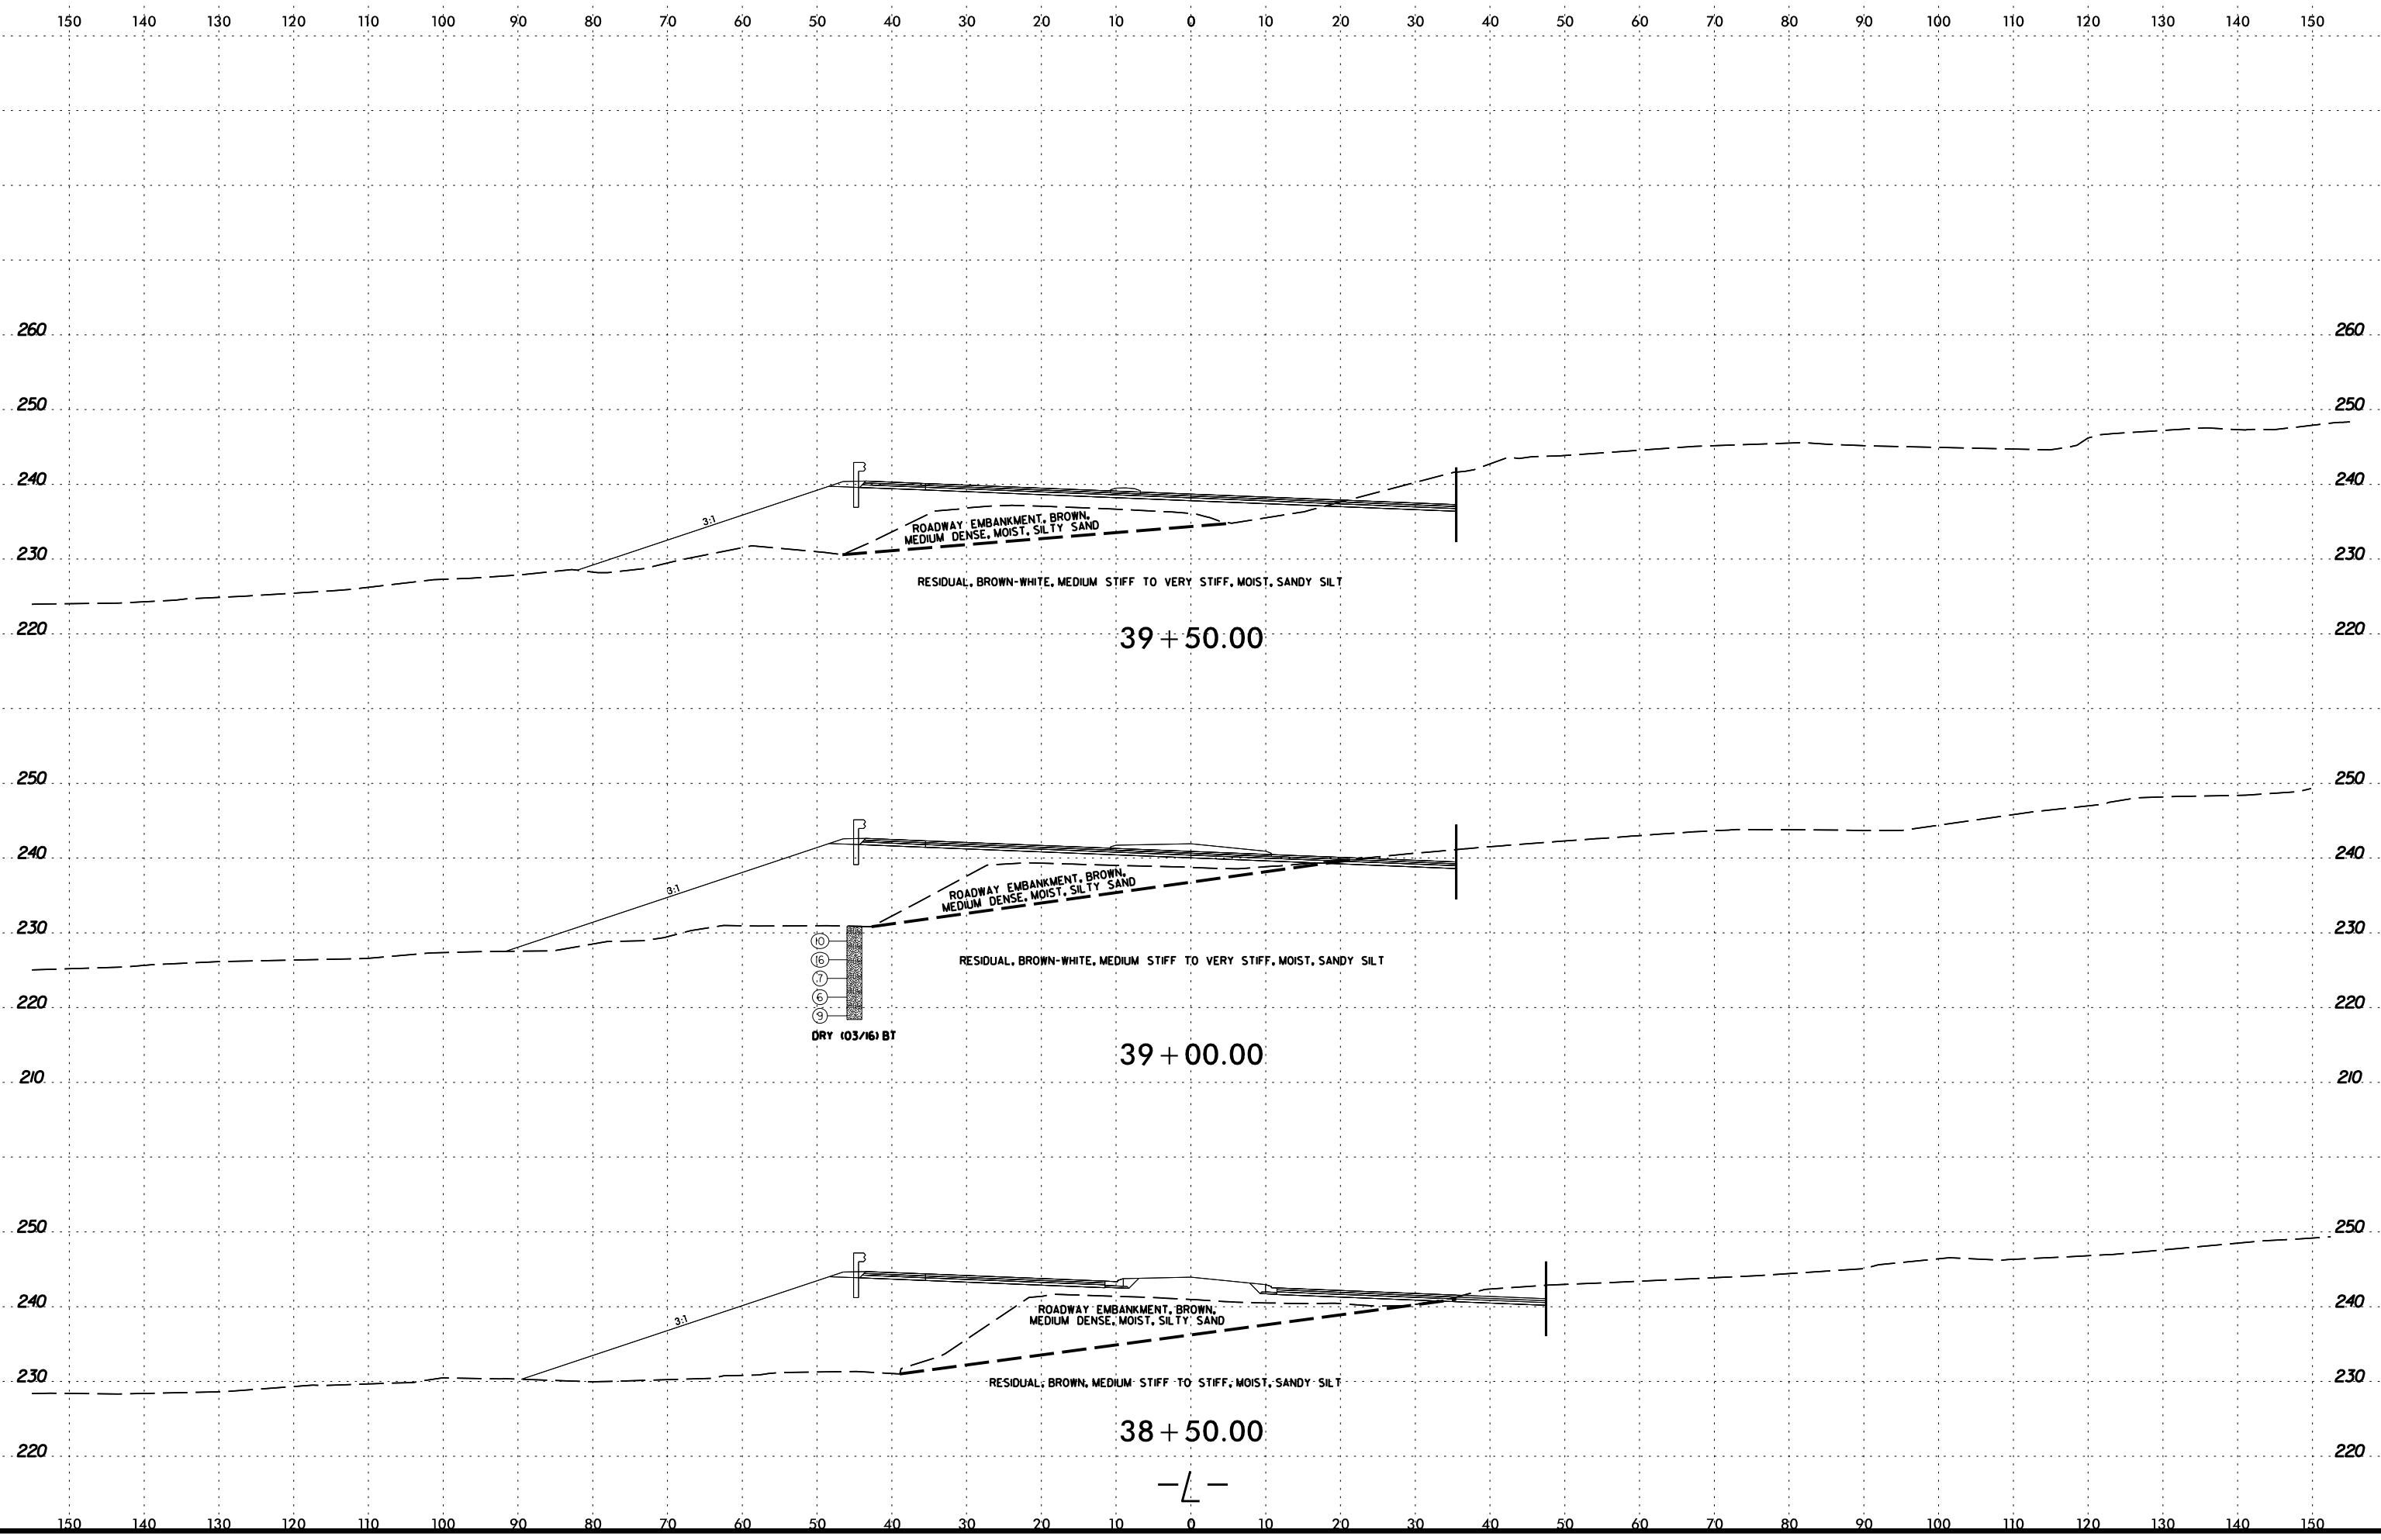 150 140 130 120 110 100 90 80 70 60 50 40 30 20 10 0 10 20 30 40 50 60 70 80 90 100 110 120 130 140 150
260 260
250 250
240 240
3:1
ROADWAY EMBANKMENT, BROWN,
MEDIUM DENSE, MOIST, SILTY SAND
230 230
RESIDUAL, BROWN-WHITE, MEDIUM STIFF TO VERY STIFF, MOIST, SANDY SILT
220 220
39+50.00
250 250
240 240
3:1
ROADWAY EMBANKMENT, BROWN,
MEDIUM DENSE, MOIST, SILTY SAND
230 230
10
16
RESIDUAL, BROWN-WHITE, MEDIUM STIFF TO VERY STIFF, MOIST, SANDY SILT
7
6
220 220
9
DRY (03/16) BT
39+00.00
210 210
250 250
240 240
ROADWAY EMBANKMENT, BROWN,
MEDIUM DENSE, MOIST, SILTY SAND
3:1
230 230
RESIDUAL, BROWN, MEDIUM STIFF TO STIFF, MOIST, SANDY SILT
38+50.00
220 220
-L-
150 140 130 120 110 100 90 80 70 60 50 40 30 20 10 0 10 20 30 40 50 60 70 80 90 100 110 120 130 140 150